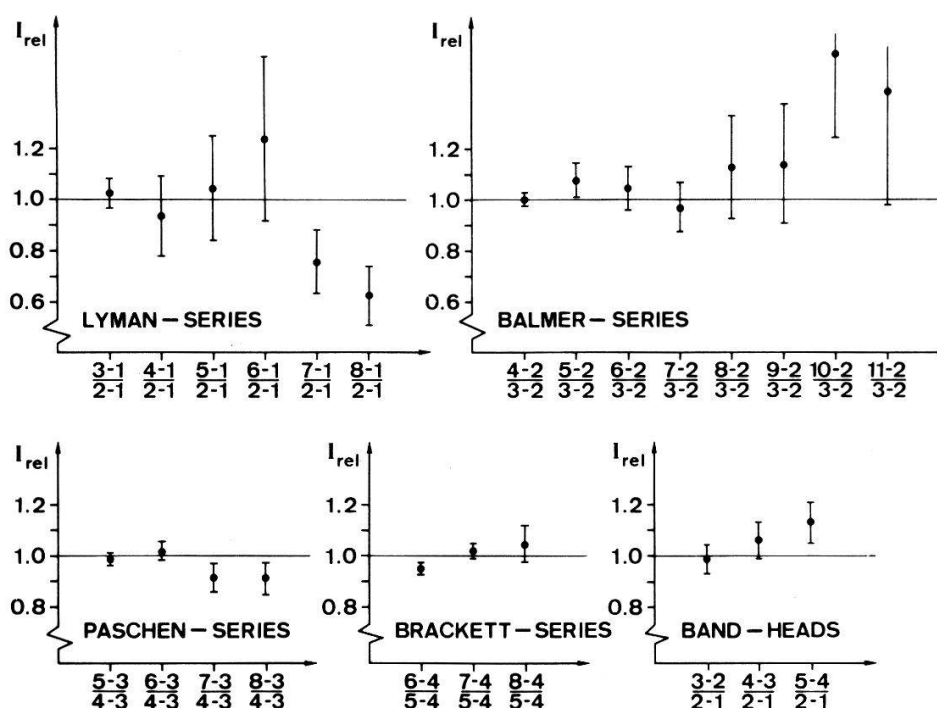 I rel
1.2
1.0
0.8
0.6
LYMAN – SERIES
3-1 4-1 5-1 6-1 7-1 8-1
2-1 2-1 2-1 2-1 2-1 2-1
1.2
1.0
0.8
0.6
BALMER – SERIES
4-2 5-2 6-2 7-2 8-2 9-2 10-2 11-2
3-2 3-2 3-2 3-2 3-2 3-2 3-2 3-2
I rel
I rel
1.2
1.0
0.8
PASCHEN – SERIES
5-3 6-3 7-3 8-3
4-3 4-3 4-3 4-3
I rel
1.2
1.0
0.8
BRACKETT – SERIES
6-4 7-4 8-4
5-4 5-4 5-4
I rel
1.2
1.0
0.8
BAND – HEADS
3-2 4-3 5-4
2-1 2-1 2-1